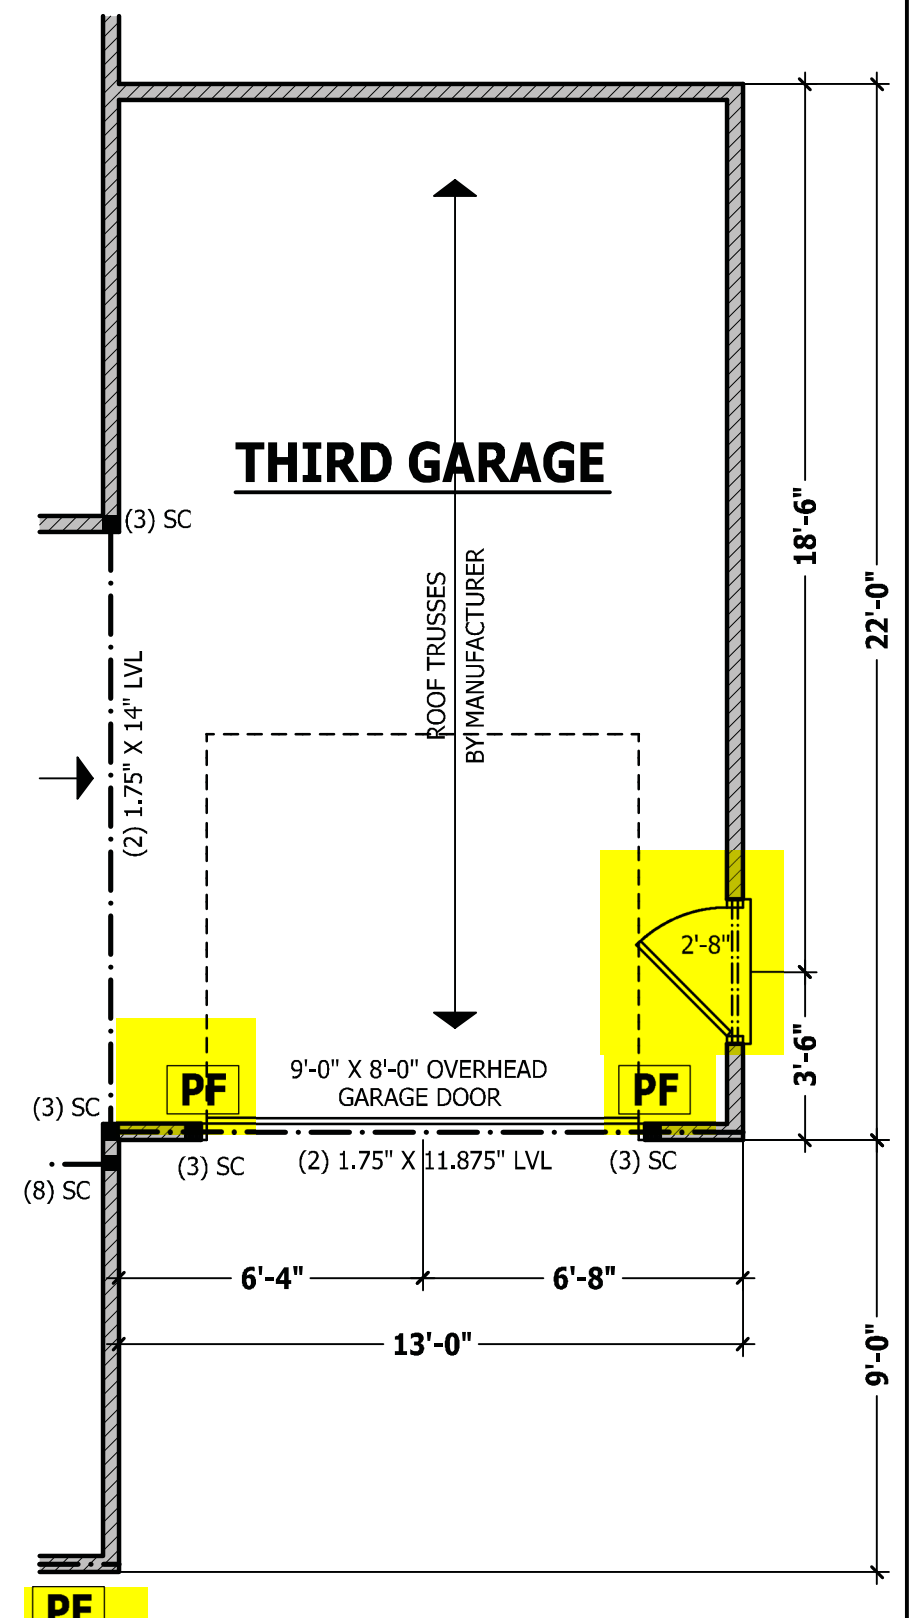 THIRD GARAGE
(3) SC
18'-6"
ROOF TRUSSES
BY MANUFACTURER
22'-0"
(2) 1.75" X 14" LVL
2'-8"
3'-6"
9'-0" X 8'-0" OVERHEAD
GARAGE DOOR
PF
PF
(3) SC
(3) SC
(2) 1.75" X 11.875" LVL
(3) SC
(8) SC
6'-4"
6'-8"
13'-0"
9'-0"
PF